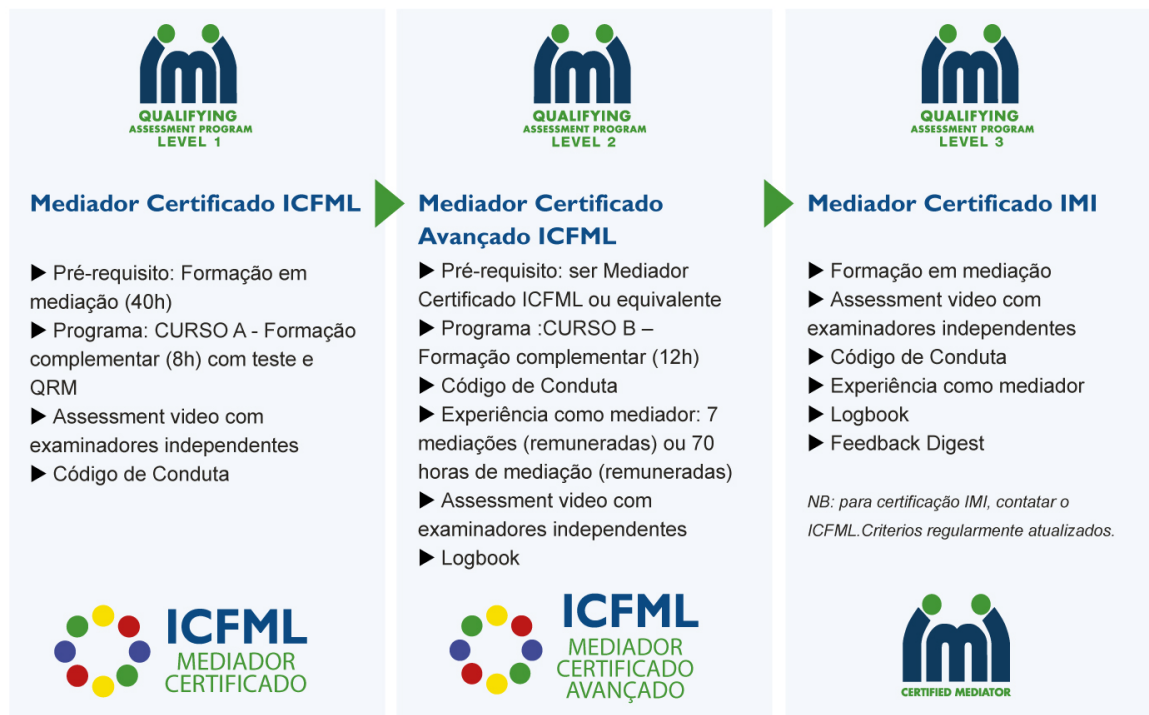 imi
QUALIFYING
ASSESSMENT PROGRAM
LEVEL 1
Mediador Certificado ICFML
▶ Pré-requisito: Formação em
mediação (40h)
▶ Programa: CURSO A - Formação
complementar (8h) com teste e
QRM
▶ Assessment video com
examinadores independentes
▶ Código de Conduta
ICFML
MEDIADOR
CERTIFICADO
imi
QUALIFYING
ASSESSMENT PROGRAM
LEVEL 2
Mediador Certificado
Avançado ICFML
▶ Pré-requisito: ser Mediador
Certificado ICFML ou equivalente
▶ Programa :CURSO B –
Formação complementar (12h)
▶ Código de Conduta
▶ Experiência como mediador: 7
mediações (remuneradas) ou 70
horas de mediação (remuneradas)
▶ Assessment video com
examinadores independentes
▶ Logbook
ICFML
MEDIADOR
CERTIFICADO
AVANÇADO
imi
QUALIFYING
ASSESSMENT PROGRAM
LEVEL 3
Mediador Certificado IMI
▶ Formação em mediação
▶ Assessment video com
examinadores independentes
▶ Código de Conduta
▶ Experiência como mediador
▶ Logbook
▶ Feedback Digest
NB: para certificação IMI, contatar o
ICFML.Criterios regularmente atualizados.
imi
CERTIFIED MEDIATOR